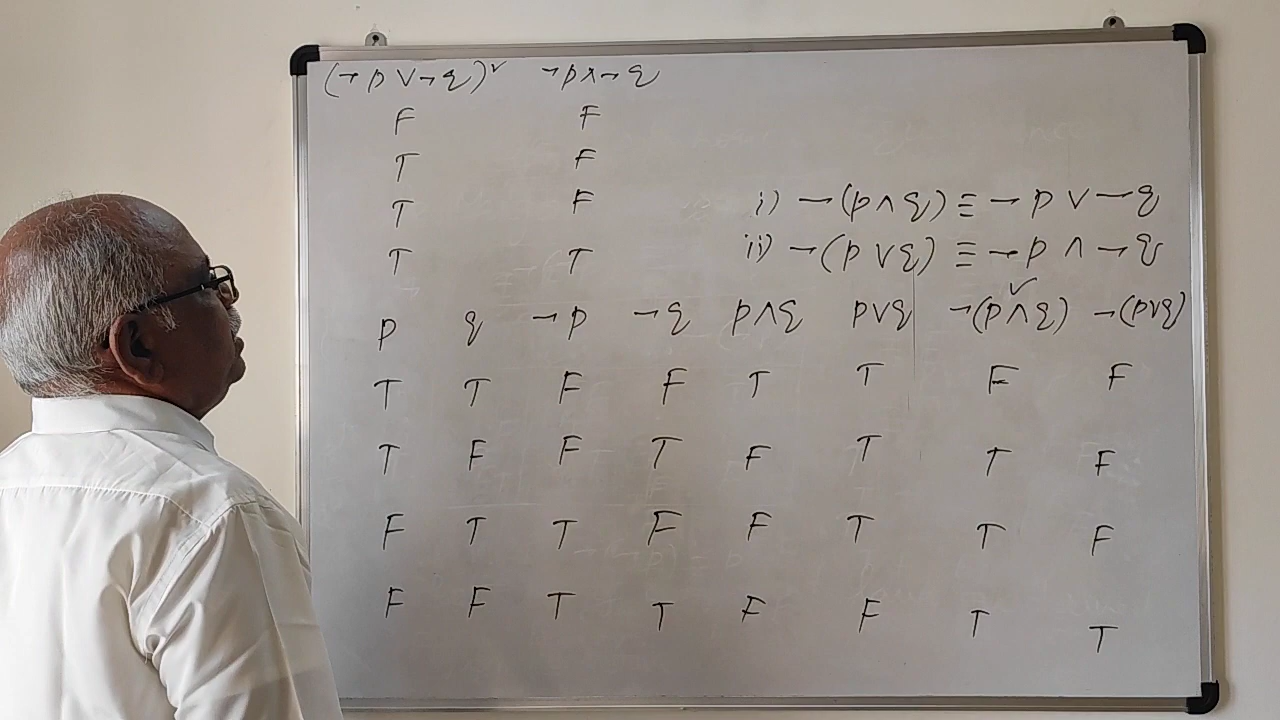 (¬p∨¬q)✓ ¬p∧¬q
F F
T F
T F
T T
i) ¬(p∧q) ≡ ¬p ∨ ¬q
ii) ¬(p∨q) ≡ ¬p ∧ ¬q
p q ¬p ¬q p∧q p∨q ¬(p∧q)✓ ¬(p∨q)
T T F F T T F F
T F F T F T T F
F T T F F T T F
F F T T F F T T